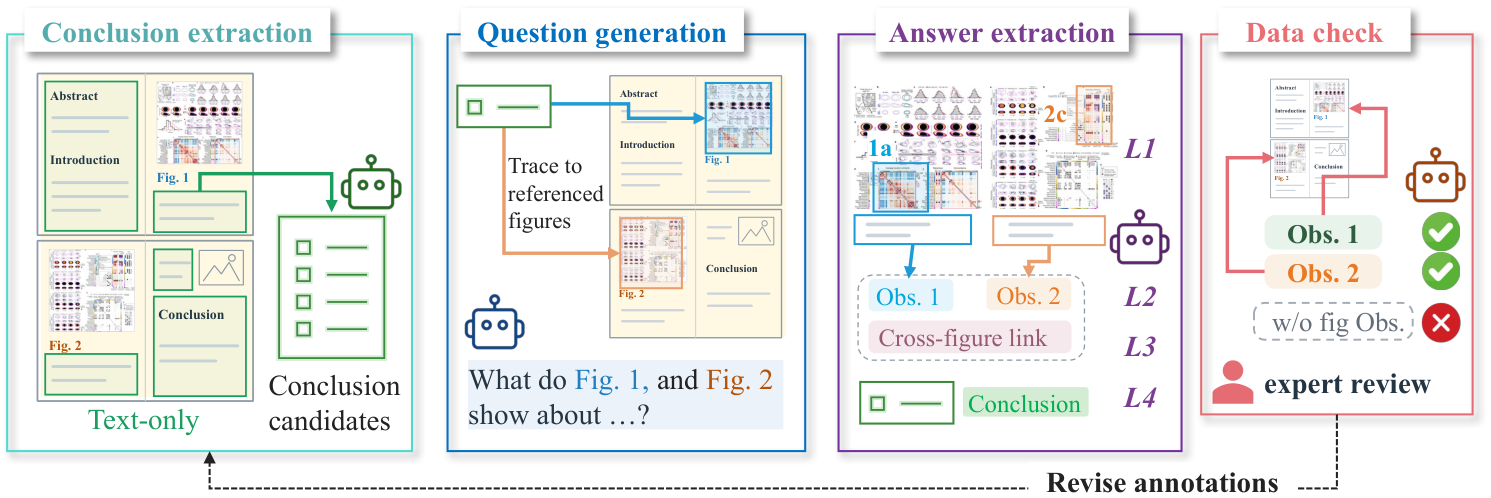 Conclusion extraction
Abstract
Introduction
Fig. 1
Fig. 2
Conclusion
Text-only
Conclusion
candidates
Question generation
Abstract
Introduction
Fig. 1
Trace to
referenced
figures
Fig. 2
Conclusion
What do Fig. 1, and Fig. 2
show about …?
Answer extraction
1a
2c
L1
Obs. 1
Obs. 2
L2
Cross-figure link
L3
Conclusion
L4
Data check
Abstract
Introduction
Fig. 1
Fig. 2
Conclusion
Obs. 1
Obs. 2
w/o fig Obs.
expert review
Revise annotations